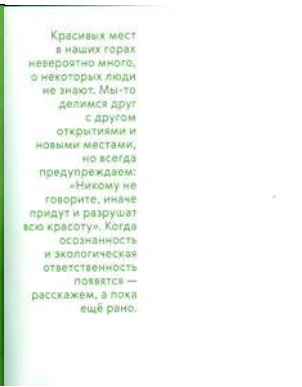 Красивых мест
в наших горах
невероятно много,
о некоторых люди
не знают. Мы-то
делимся друг
с другом
открытиями и
новыми местами,
но всегда
предупреждаем:
«Никому не
говорите, иначе
придут и разрушат
всю красоту». Когда
осознанность
и экологическая
ответственность
появятся —
расскажем, а пока
ещё рано.